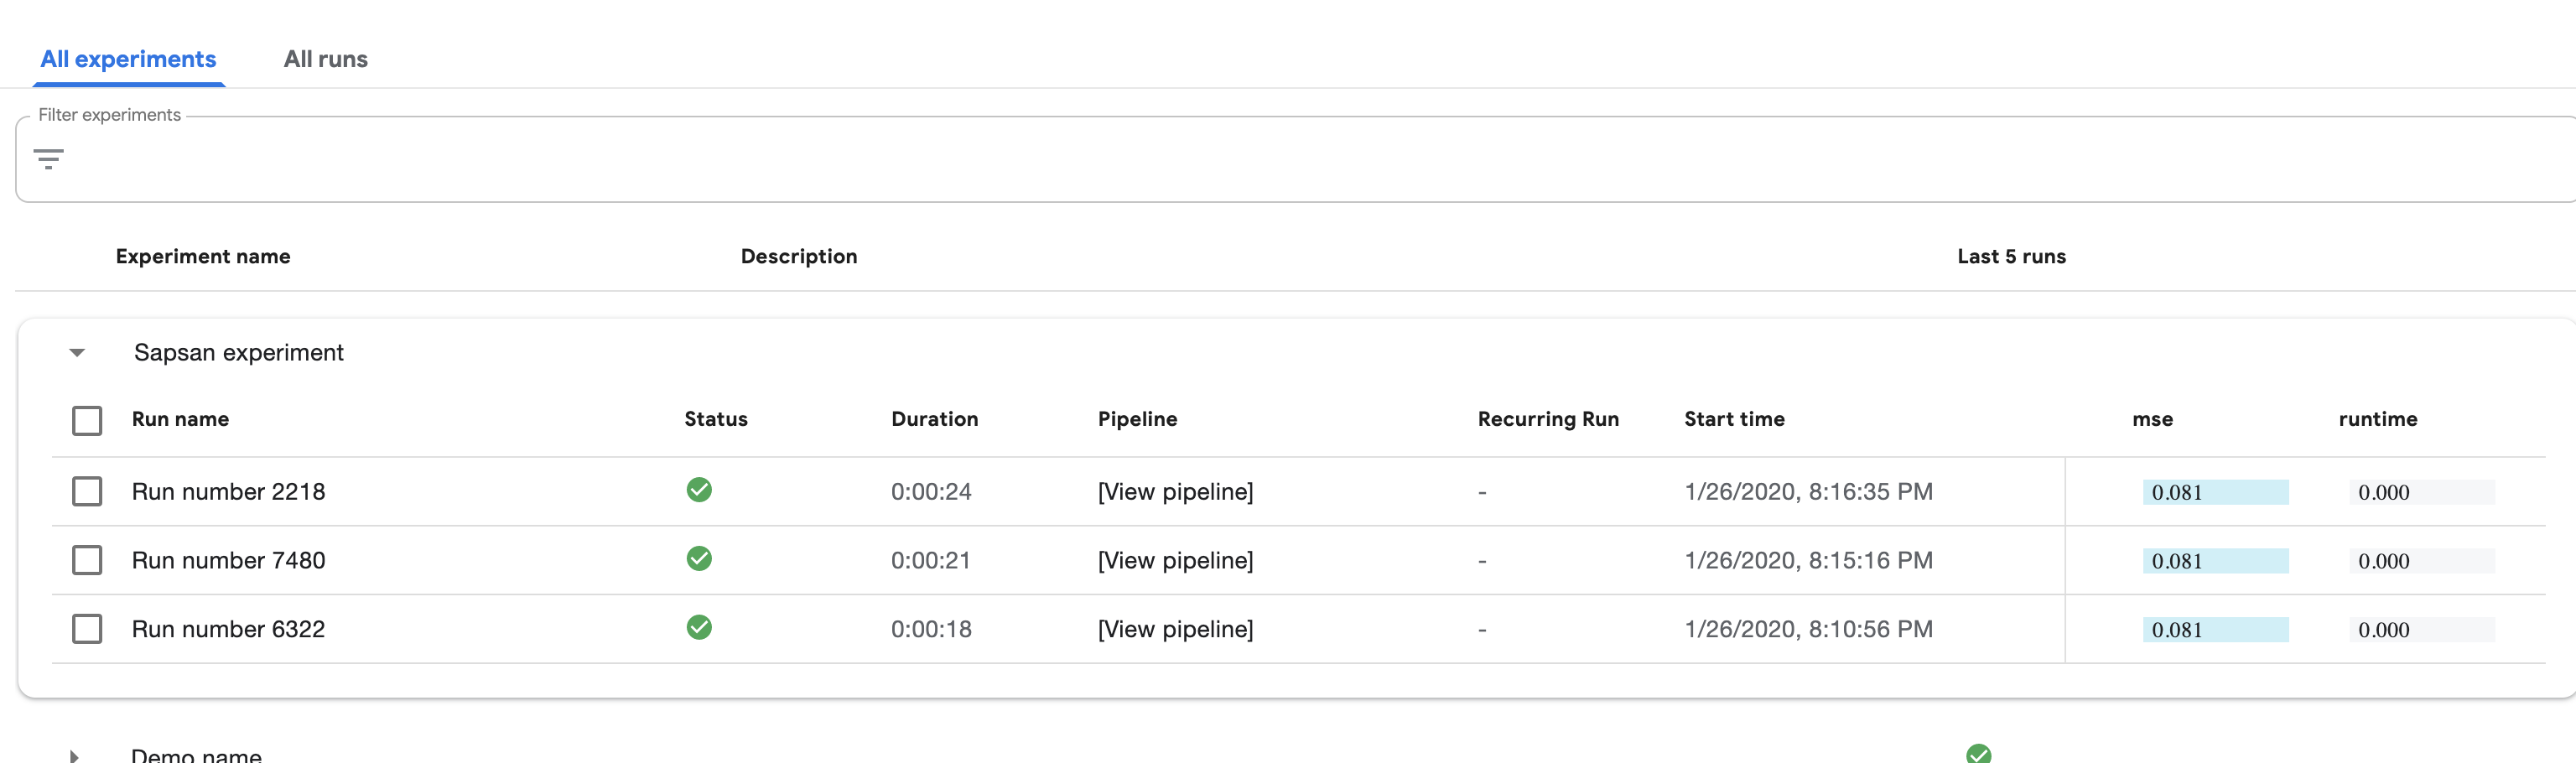 All experiments All runs
Filter experiments
Experiment name Description Last 5 runs
Sapsan experiment
Run name Status Duration Pipeline Recurring Run Start time mse runtime
Run number 2218 0:00:24 [View pipeline] - 1/26/2020, 8:16:35 PM 0.081 0.000
Run number 7480 0:00:21 [View pipeline] - 1/26/2020, 8:15:16 PM 0.081 0.000
Run number 6322 0:00:18 [View pipeline] - 1/26/2020, 8:10:56 PM 0.081 0.000
Demo name